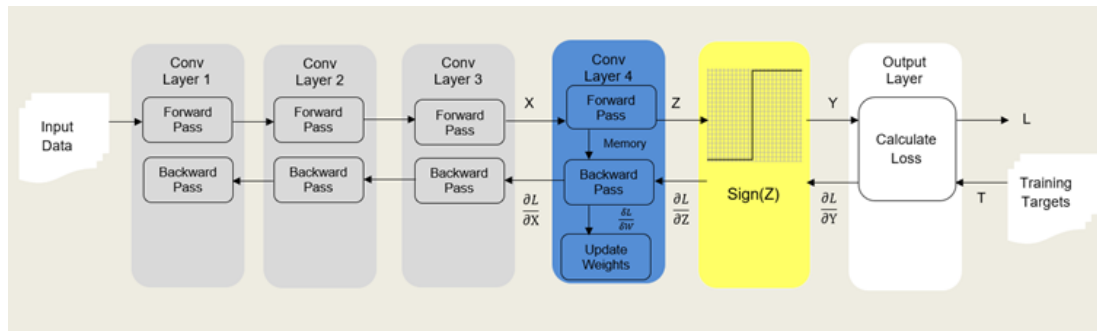 Conv
Layer 1
Conv
Layer 2
Conv
Layer 3
Conv
Layer 4
Output
Layer
Input
Data
Forward
Pass
Forward
Pass
Forward
Pass
X
Forward
Pass
Z
Y
Calculate
Loss
L
Memory
Backward
Pass
Backward
Pass
Backward
Pass
∂L
∂X
Backward
Pass
∂L
∂Z
Sign(Z)
∂L
∂Y
T
Training
Targets
δL
δW
Update
Weights